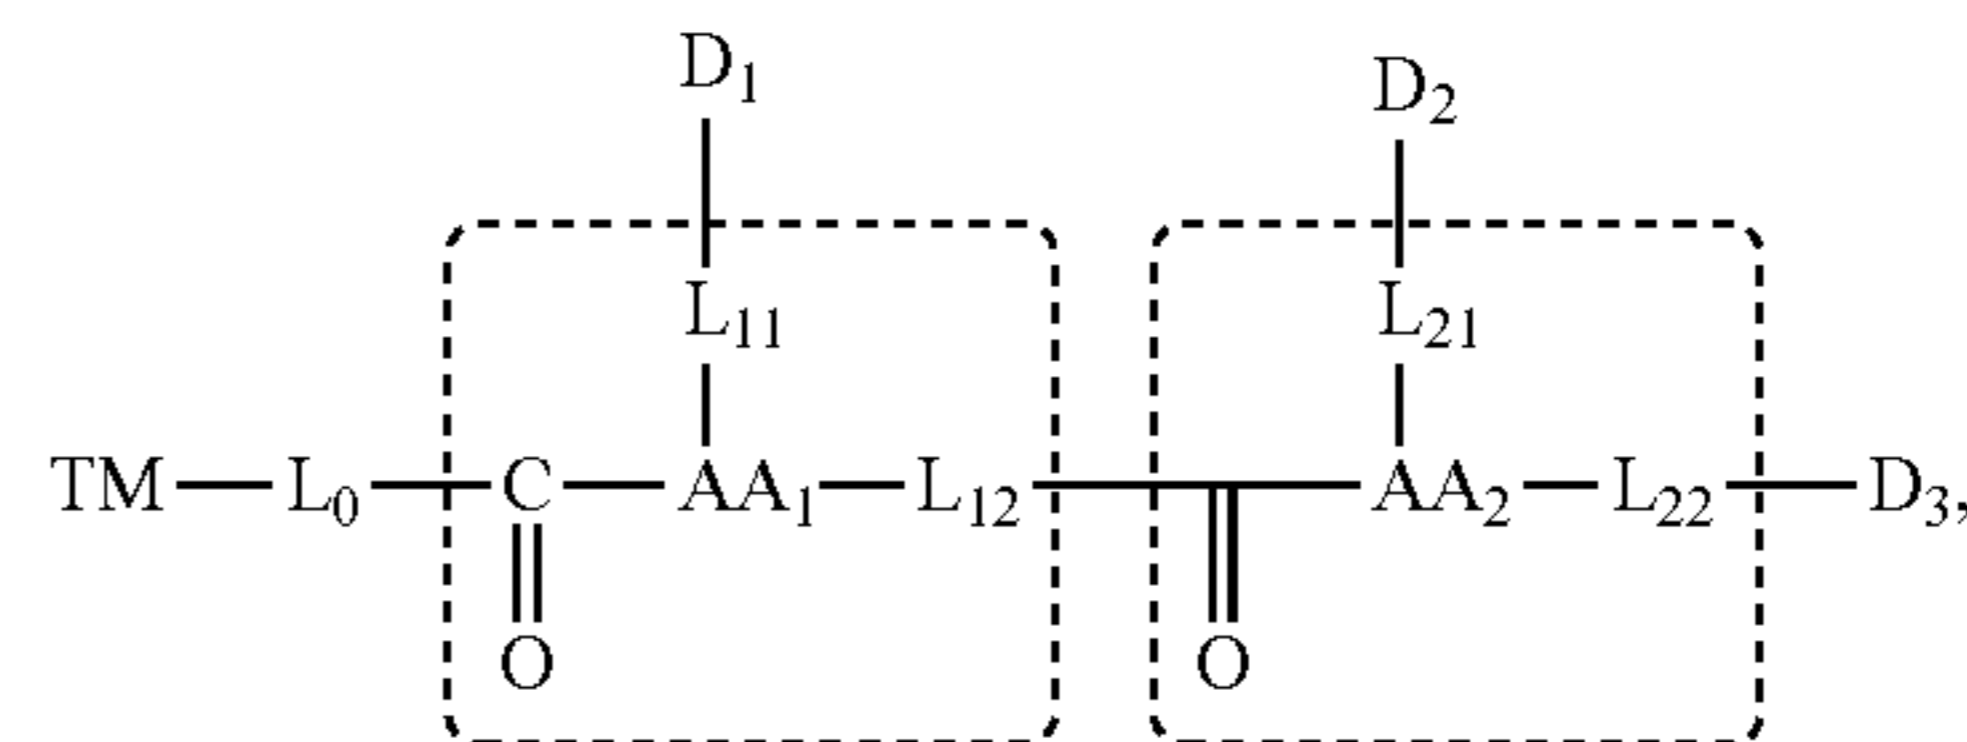 D₁ D₂
L₁₁ L₂₁
TM L₀ C AA₁ L₁₂ AA₂ L₂₂ D₃,
O O